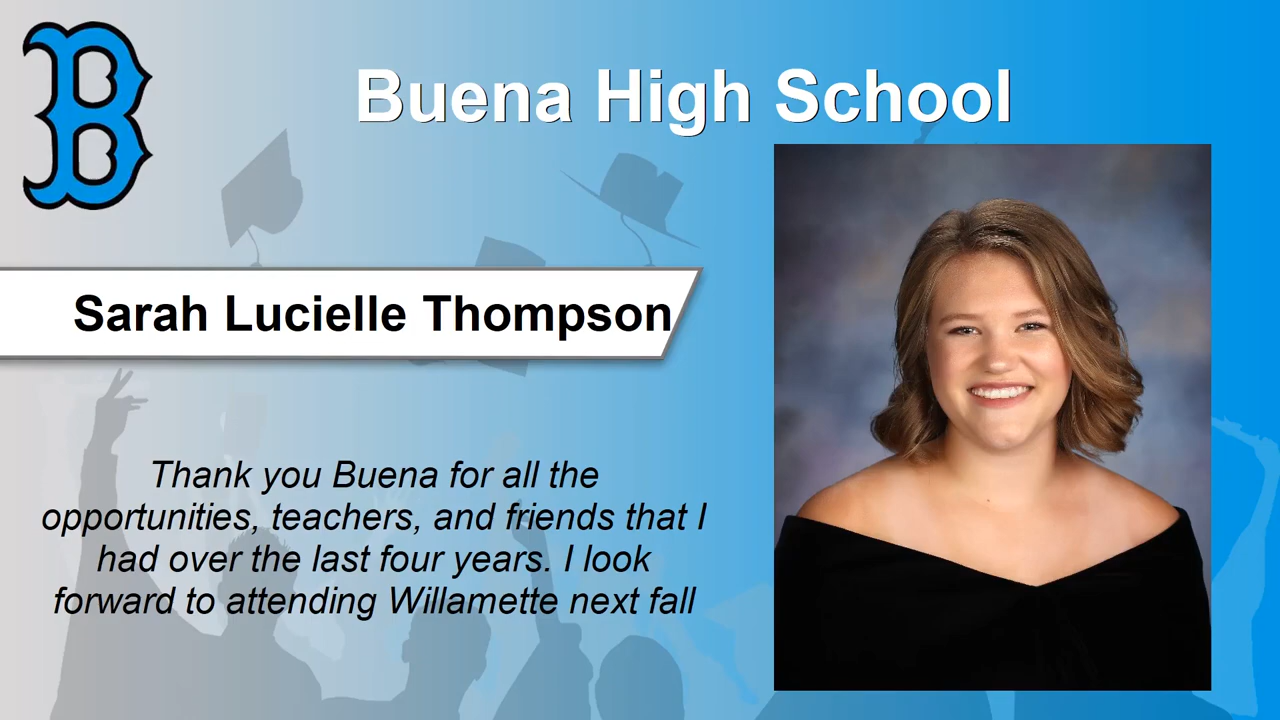 B
Buena High School
Sarah Lucielle Thompson
Thank you Buena for all the
opportunities, teachers, and friends that I
had over the last four years. I look
forward to attending Willamette next fall